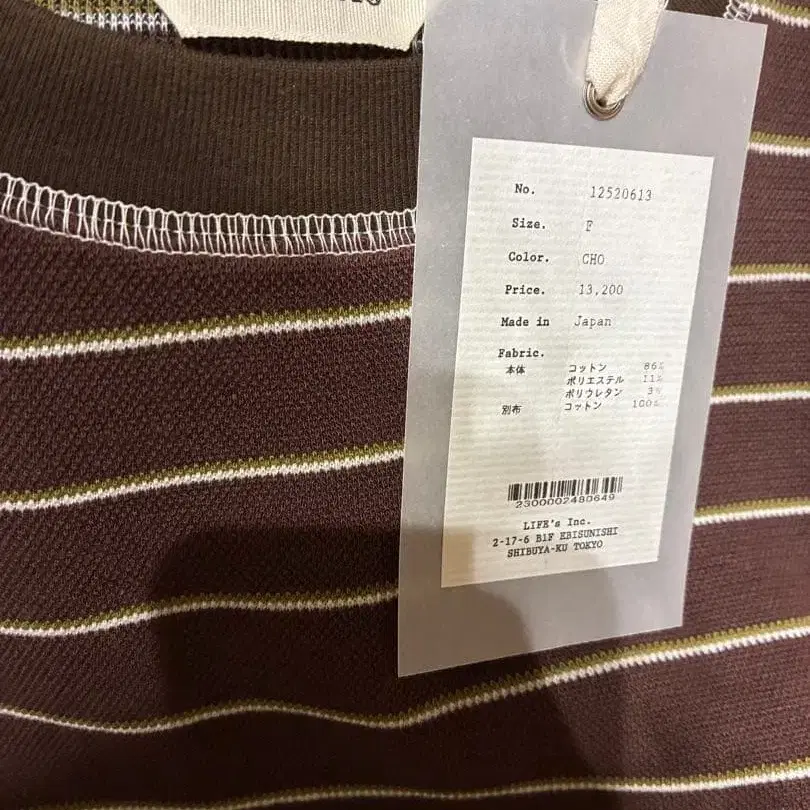 No. 12520613
Size. F
Color. CHO
Price. 13,200
Made in Japan
Fabric.
本体 コットン 86%
ポリエステル 11%
ポリウレタン 3%
別布 コットン 100%
2300002480649
LIFE's Inc.
2-17-6 B1F EBISUNISHI
SHIBUYA-KU TOKYO